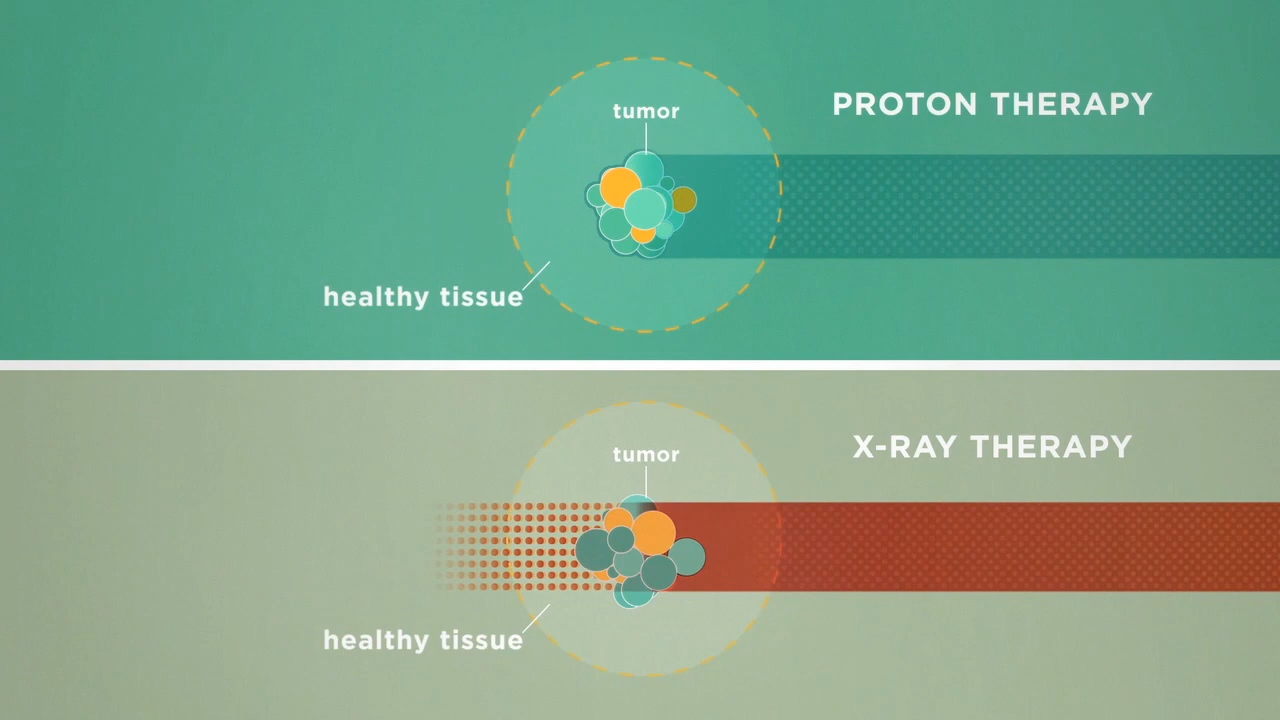 tumor
PROTON THERAPY
healthy tissue
tumor
X-RAY THERAPY
healthy tissue